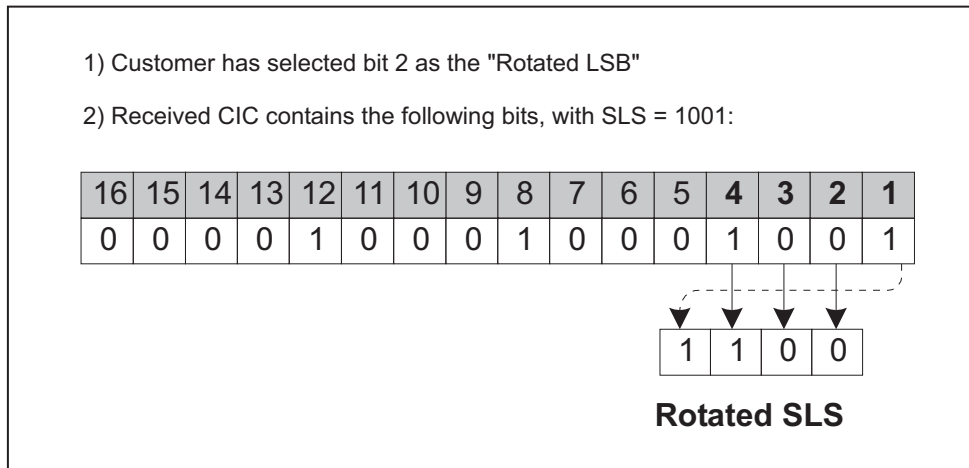 1) Customer has selected bit 2 as the "Rotated LSB"
2) Received CIC contains the following bits, with SLS = 1001:
16 15 14 13 12 11 10 9 8 7 6 5 4 3 2 1
0 0 0 0 1 0 0 0 1 0 0 0 1 0 0 1
1 1 0 0
Rotated SLS